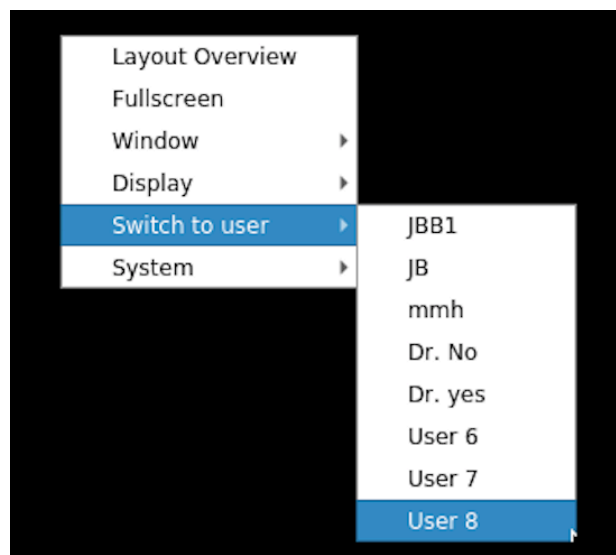 Layout Overview
Fullscreen
Window
Display
Switch to user
System
JBB1
JB
mmh
Dr. No
Dr. yes
User 6
User 7
User 8